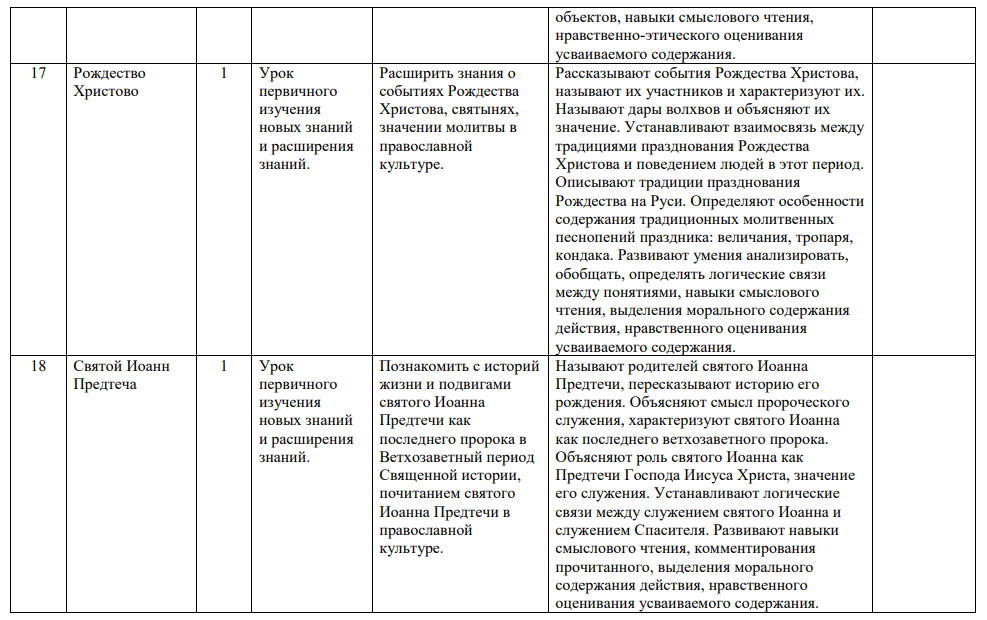 объектов, навыки смыслового чтения,
нравственно-этического оценивания
усваиваемого содержания.
17
Рождество
Христово
1
Урок
первичного
изучения
новых знаний
и расширения
знаний.
Расширить знания о
событиях Рождества
Христова, святынях,
значении молитвы в
православной
культуре.
Рассказывают события Рождества Христова,
называют их участников и характеризуют их.
Называют дары волхвов и объясняют их
значение. Устанавливают взаимосвязь между
традициями празднования Рождества
Христова и поведением людей в этот период.
Описывают традиции празднования
Рождества на Руси. Определяют особенности
содержания традиционных молитвенных
песнопений праздника: величания, тропаря,
кондака. Развивают умения анализировать,
обобщать, определять логические связи
между понятиями, навыки смыслового
чтения, выделения морального содержания
действия, нравственного оценивания
усваиваемого содержания.
18
Святой Иоанн
Предтеча
1
Урок
первичного
изучения
новых знаний
и расширения
знаний.
Познакомить с историй
жизни и подвигами
святого Иоанна
Предтечи как
последнего пророка в
Ветхозаветный период
Священной истории,
почитанием святого
Иоанна Предтечи в
православной
культуре.
Называют родителей святого Иоанна
Предтечи, пересказывают историю его
рождения. Объясняют смысл пророческого
служения, характеризуют святого Иоанна
как последнего ветхозаветного пророка.
Объясняют роль святого Иоанна как
Предтечи Господа Иисуса Христа, значение
его служения. Устанавливают логические
связи между служением святого Иоанна и
служением Спасителя. Развивают навыки
смыслового чтения, комментирования
прочитанного, выделения морального
содержания действия, нравственного
оценивания усваиваемого содержания.